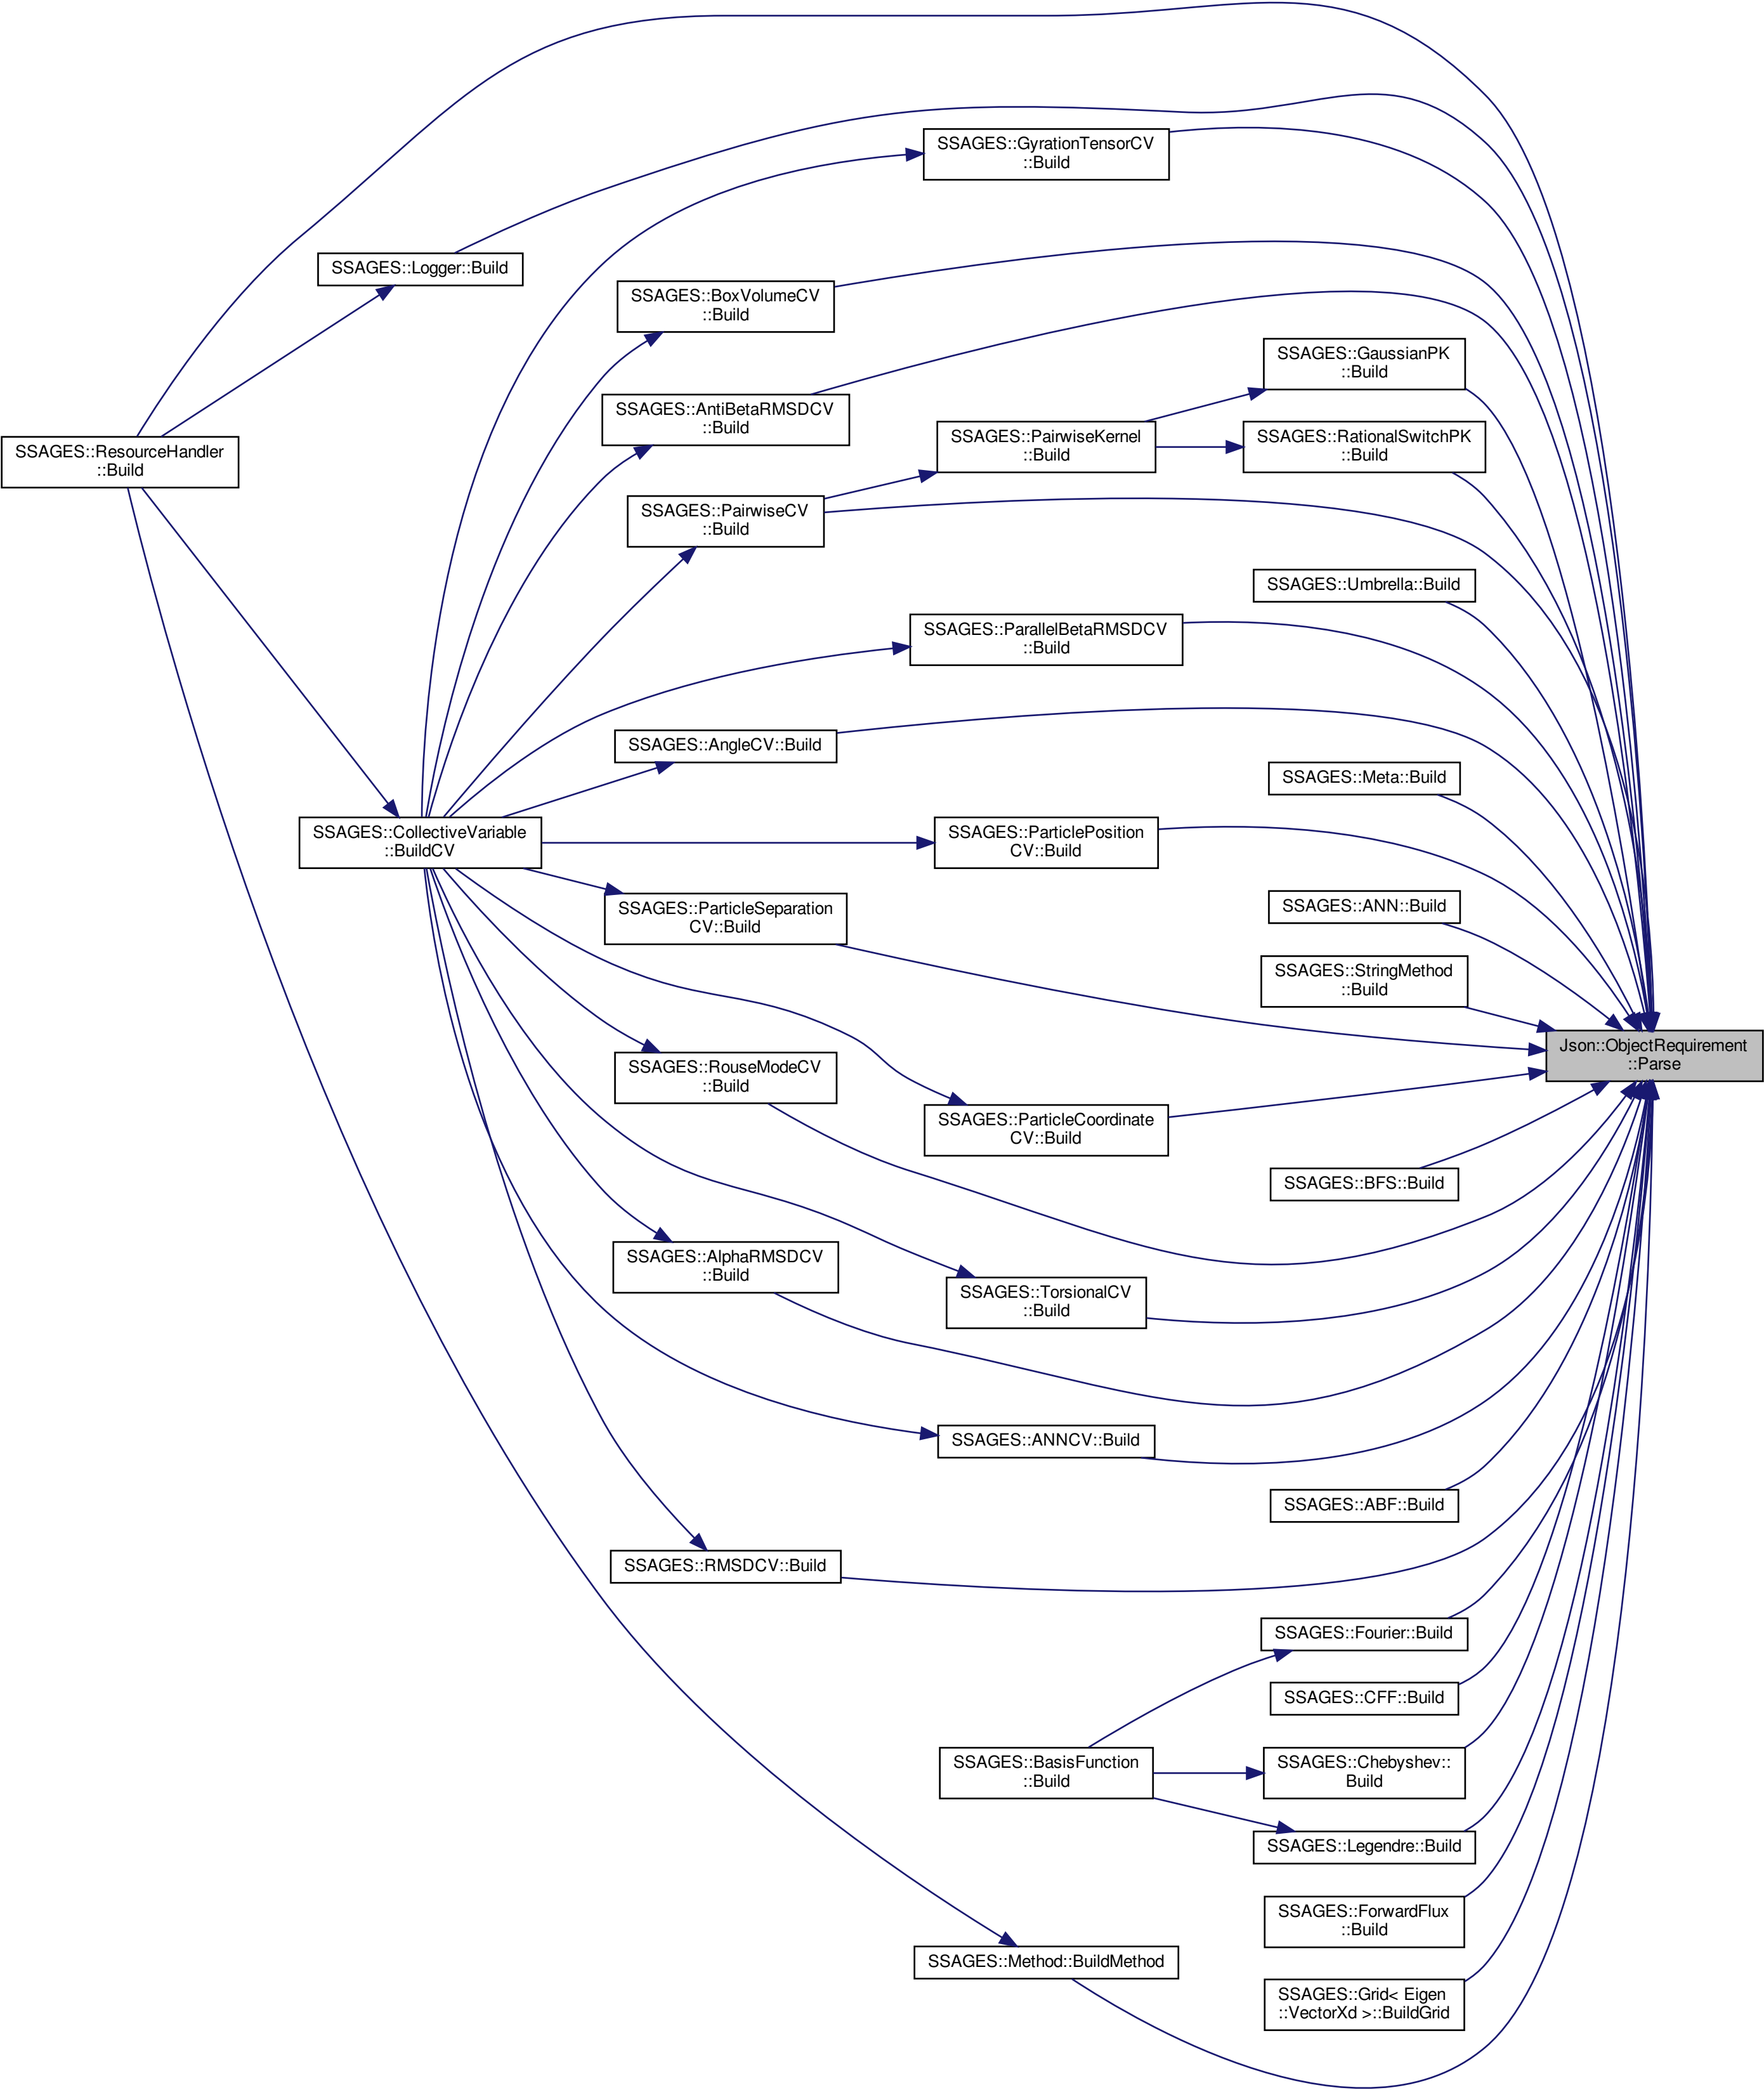 SSAGES::GyrationTensorCV
::Build
SSAGES::Logger::Build
SSAGES::BoxVolumeCV
::Build
SSAGES::GaussianPK
::Build
SSAGES::AntiBetaRMSDCV
::Build
SSAGES::PairwiseKernel
::Build
SSAGES::RationalSwitchPK
::Build
SSAGES::ResourceHandler
::Build
SSAGES::PairwiseCV
::Build
SSAGES::Umbrella::Build
SSAGES::ParallelBetaRMSDCV
::Build
SSAGES::AngleCV::Build
SSAGES::Meta::Build
SSAGES::CollectiveVariable
::BuildCV
SSAGES::ParticlePosition
CV::Build
SSAGES::ANN::Build
SSAGES::ParticleSeparation
CV::Build
SSAGES::StringMethod
::Build
Json::ObjectRequirement
::Parse
SSAGES::RouseModeCV
::Build
SSAGES::ParticleCoordinate
CV::Build
SSAGES::BFS::Build
SSAGES::AlphaRMSDCV
::Build
SSAGES::TorsionalCV
::Build
SSAGES::ANNCV::Build
SSAGES::ABF::Build
SSAGES::RMSDCV::Build
SSAGES::Fourier::Build
SSAGES::CFF::Build
SSAGES::BasisFunction
::Build
SSAGES::Chebyshev::
Build
SSAGES::Legendre::Build
SSAGES::ForwardFlux
::Build
SSAGES::Method::BuildMethod
SSAGES::Grid< Eigen
::VectorXd >::BuildGrid